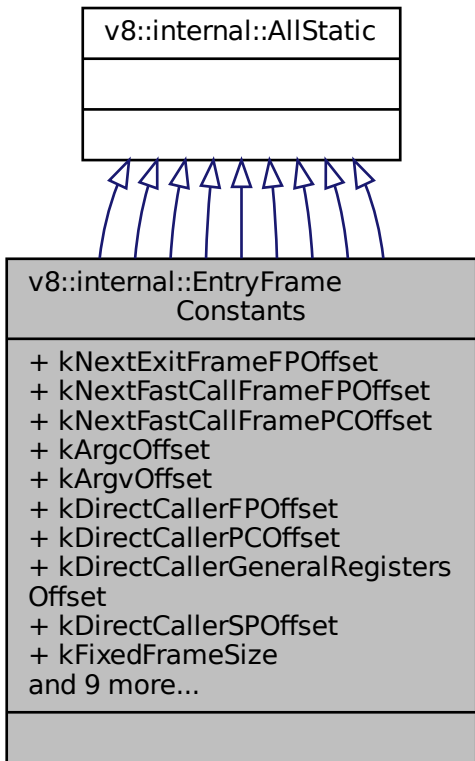 v8::internal::AllStatic
v8::internal::EntryFrame
Constants
+ kNextExitFrameFPOffset
+ kNextFastCallFrameFPOffset
+ kNextFastCallFramePCOffset
+ kArgcOffset
+ kArgvOffset
+ kDirectCallerFPOffset
+ kDirectCallerPCOffset
+ kDirectCallerGeneralRegisters
Offset
+ kDirectCallerSPOffset
+ kFixedFrameSize
and 9 more...